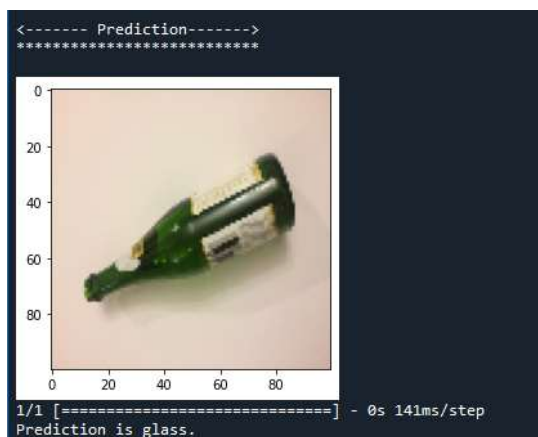 <------- Prediction------->
***************************
0
20
40
60
80
0 20 40 60 80
1/1 [==============================] - 0s 141ms/step
Prediction is glass.